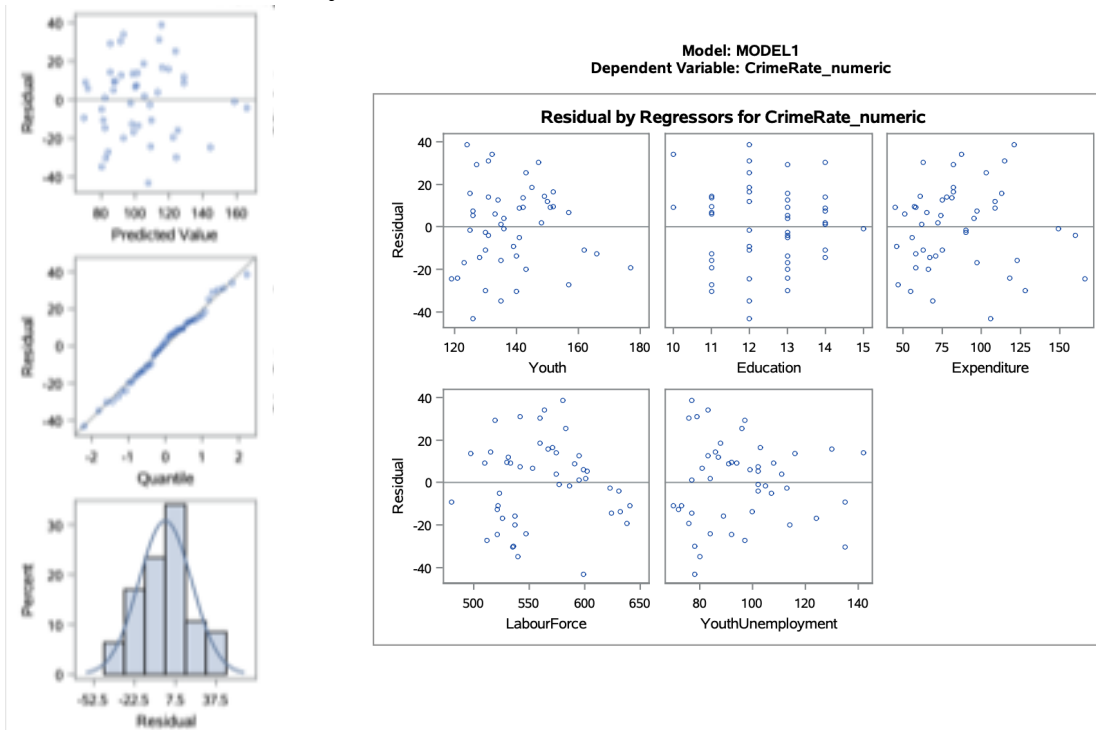 40
20
0
-20
-40
Residual
80 100 120 140 160
Predicted Value
40
20
0
-20
-40
Residual
-2 -1 0 1 2
Quantile
30
20
10
0
Percent
-52.5 -22.5 7.5 37.5
Residual
Model: MODEL1
Dependent Variable: CrimeRate_numeric
Residual by Regressors for CrimeRate_numeric
40
20
0
-20
-40
Residual
120 140 160 180
Youth
10 11 12 13 14 15
Education
50 75 100 125 150
Expenditure
40
20
0
-20
-40
Residual
500 550 600 650
LabourForce
80 100 120 140
YouthUnemployment